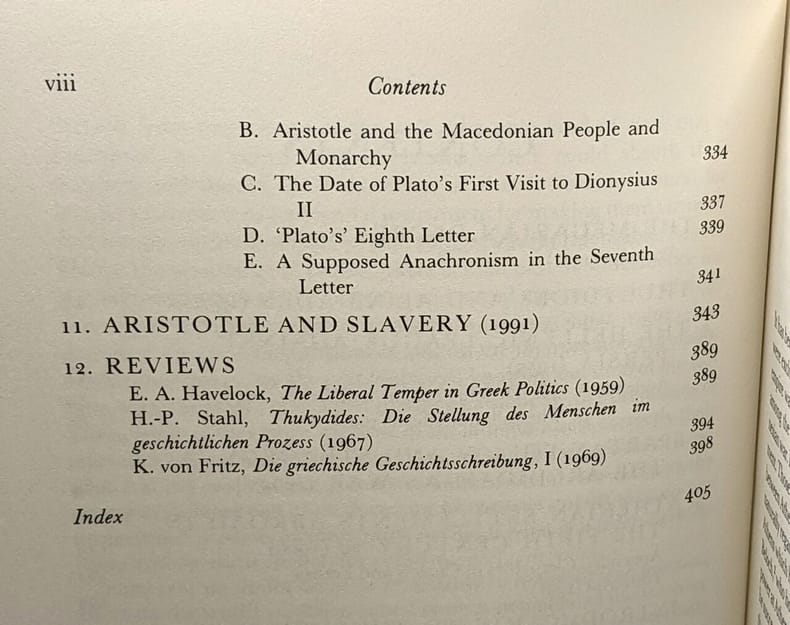 viii
Contents
B. Aristotle and the Macedonian People and
Monarchy 334
C. The Date of Plato's First Visit to Dionysius
II 337
D. 'Plato's' Eighth Letter 339
E. A Supposed Anachronism in the Seventh
Letter 341
11. ARISTOTLE AND SLAVERY (1991) 343
12. REVIEWS 389
E. A. Havelock, The Liberal Temper in Greek Politics (1959) 389
H.-P. Stahl, Thukydides: Die Stellung des Menschen im
geschichtlichen Prozess (1967) 394
K. von Fritz, Die griechische Geschichtsschreibung, I (1969) 398
Index 405